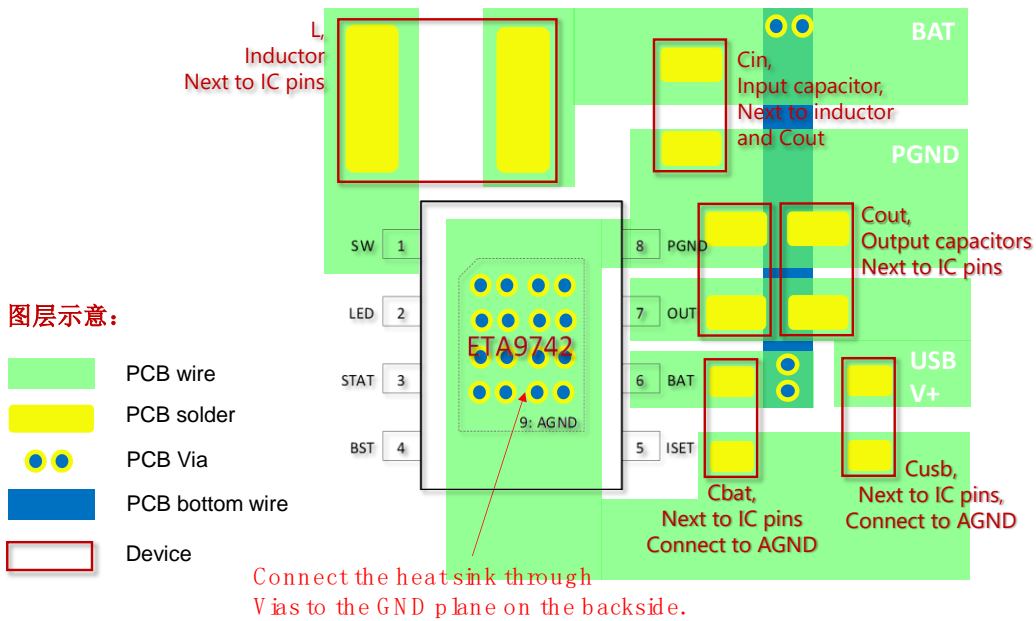 L,
Inductor
Next to IC pins
BAT
Cin,
Input capacitor,
Next to inductor
and Cout
PGND
Cout,
Output capacitors
Next to IC pins
SW 1
8 PGND
LED 2
7 OUT
ETA9742
STAT 3
6 BAT
USB
V+
9: AGND
BST 4
5 ISET
图层示意：
PCB wire
PCB solder
PCB Via
PCB bottom wire
Device
Cbat,
Next to IC pins
Connect to AGND
Cusb,
Next to IC pins,
Connect to AGND
Connect the heatsink through
Vias to the GND plane on the backside.